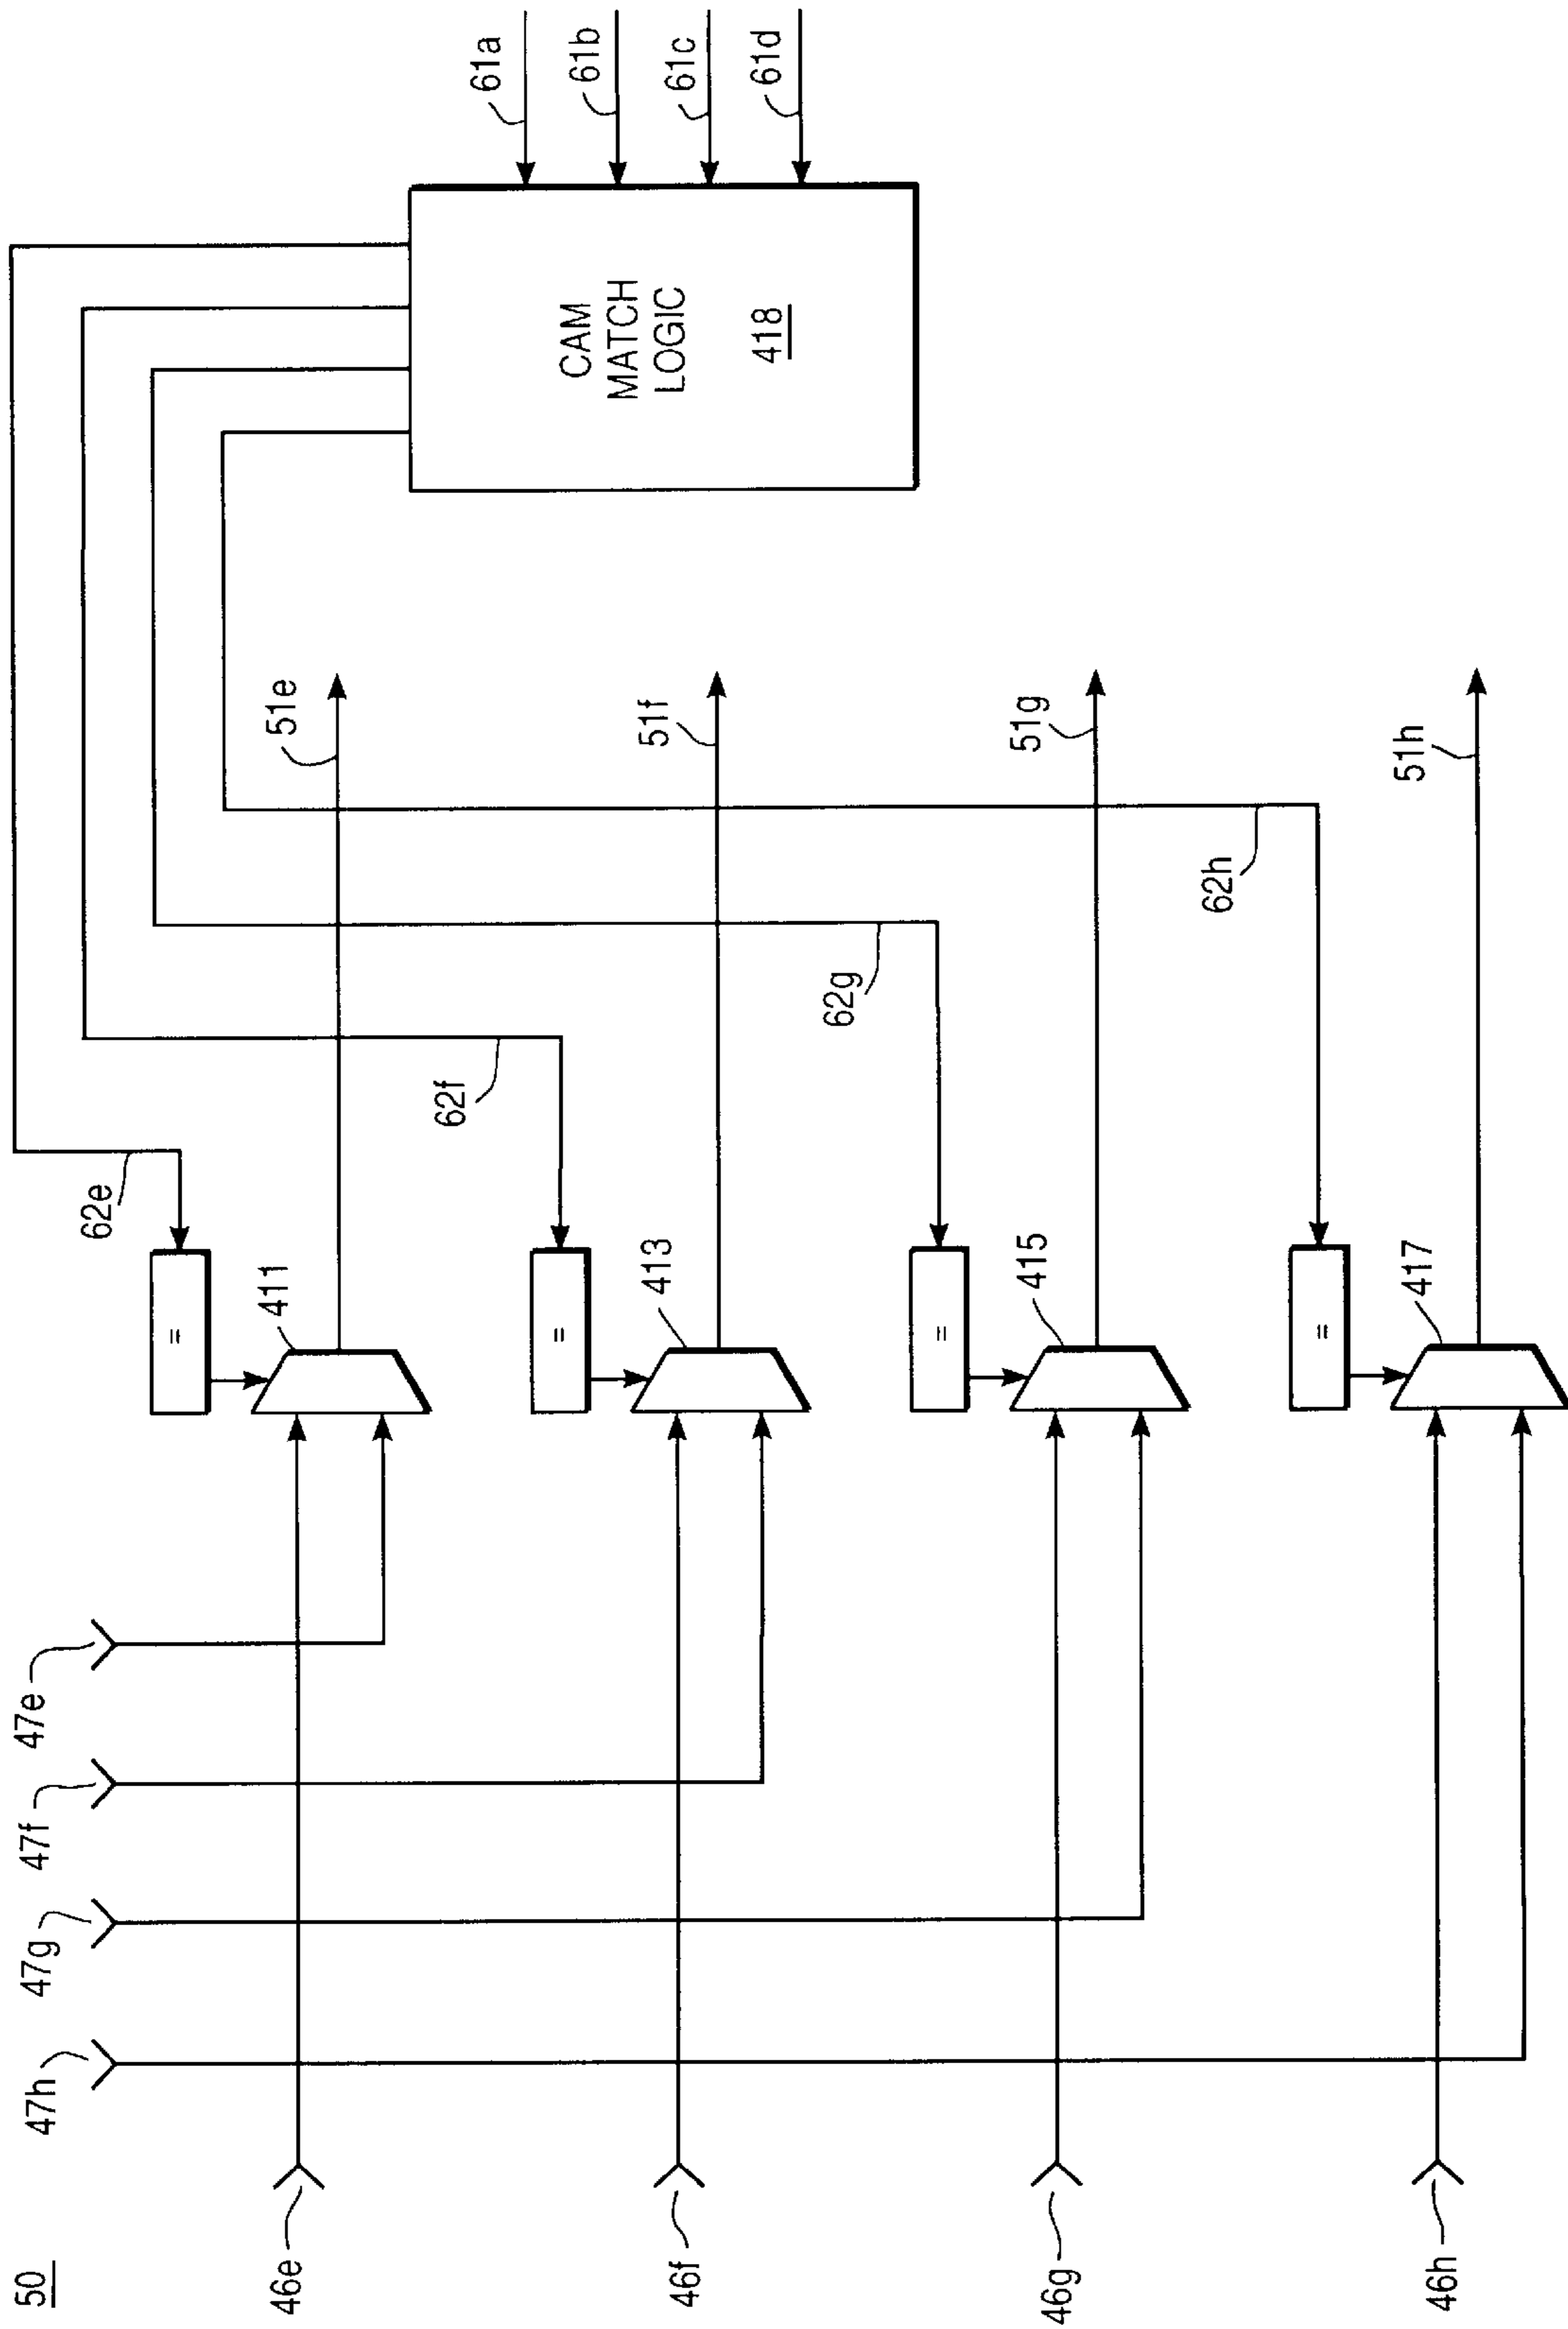 50
47h
47g
47f
47e
46e
46f
46g
46h
62e
62f
62g
62h
=
411
=
413
=
415
=
417
51e
51f
51g
51h
CAM
MATCH
LOGIC
418
61a
61b
61c
61d